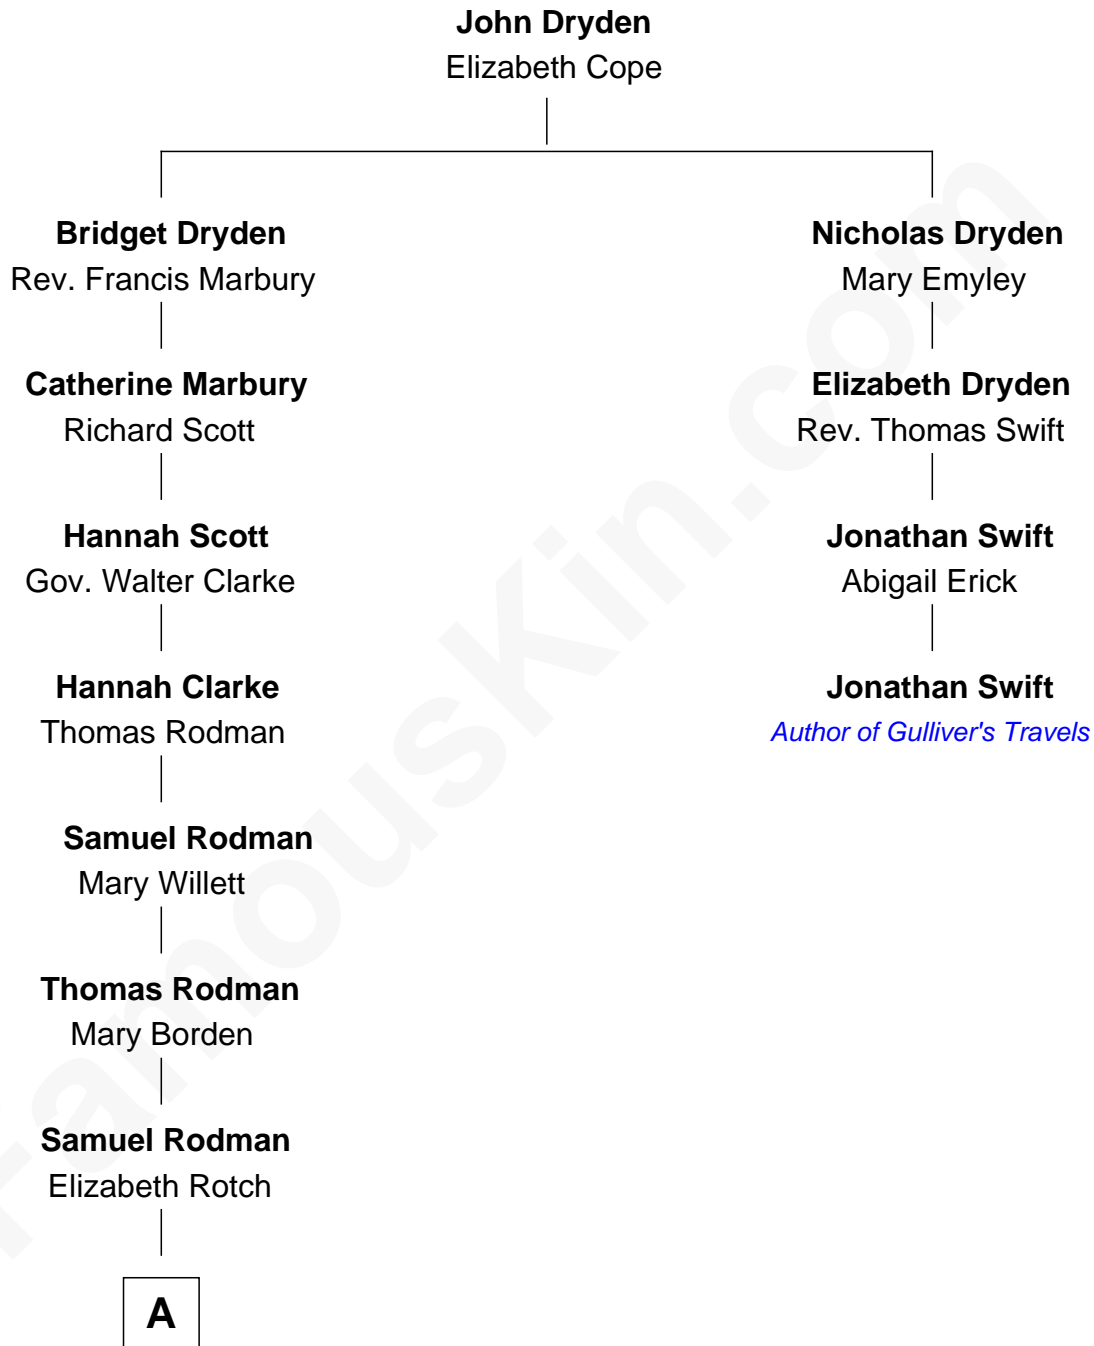 John Dryden
Elizabeth Cope
Bridget Dryden
Rev. Francis Marbury
Nicholas Dryden
Mary Emyley
Catherine Marbury
Richard Scott
Elizabeth Dryden
Rev. Thomas Swift
Hannah Scott
Gov. Walter Clarke
Jonathan Swift
Abigail Erick
Hannah Clarke
Thomas Rodman
Jonathan Swift
Author of Gulliver's Travels
Samuel Rodman
Mary Willett
Thomas Rodman
Mary Borden
Samuel Rodman
Elizabeth Rotch
A
FamousKin.com